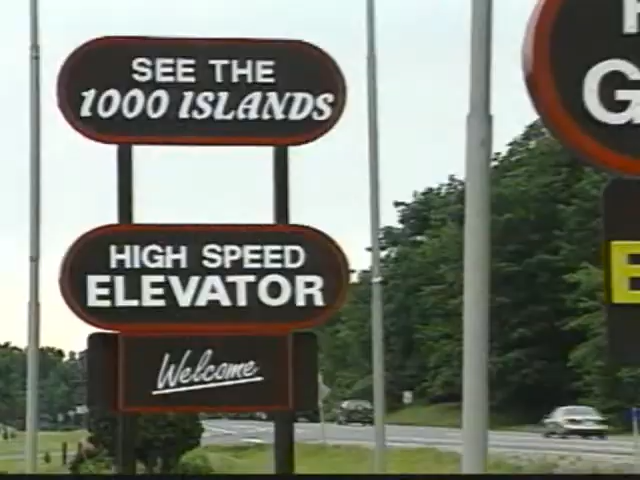 SEE THE
1000 ISLANDS
HIGH SPEED
ELEVATOR
Welcome